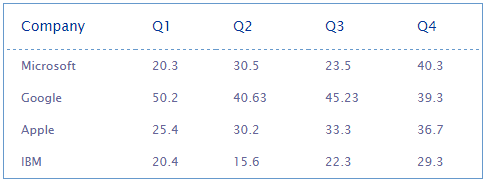 Company Q1 Q2 Q3 Q4
Microsoft 20.3 30.5 23.5 40.3
Google 50.2 40.63 45.23 39.3
Apple 25.4 30.2 33.3 36.7
IBM 20.4 15.6 22.3 29.3